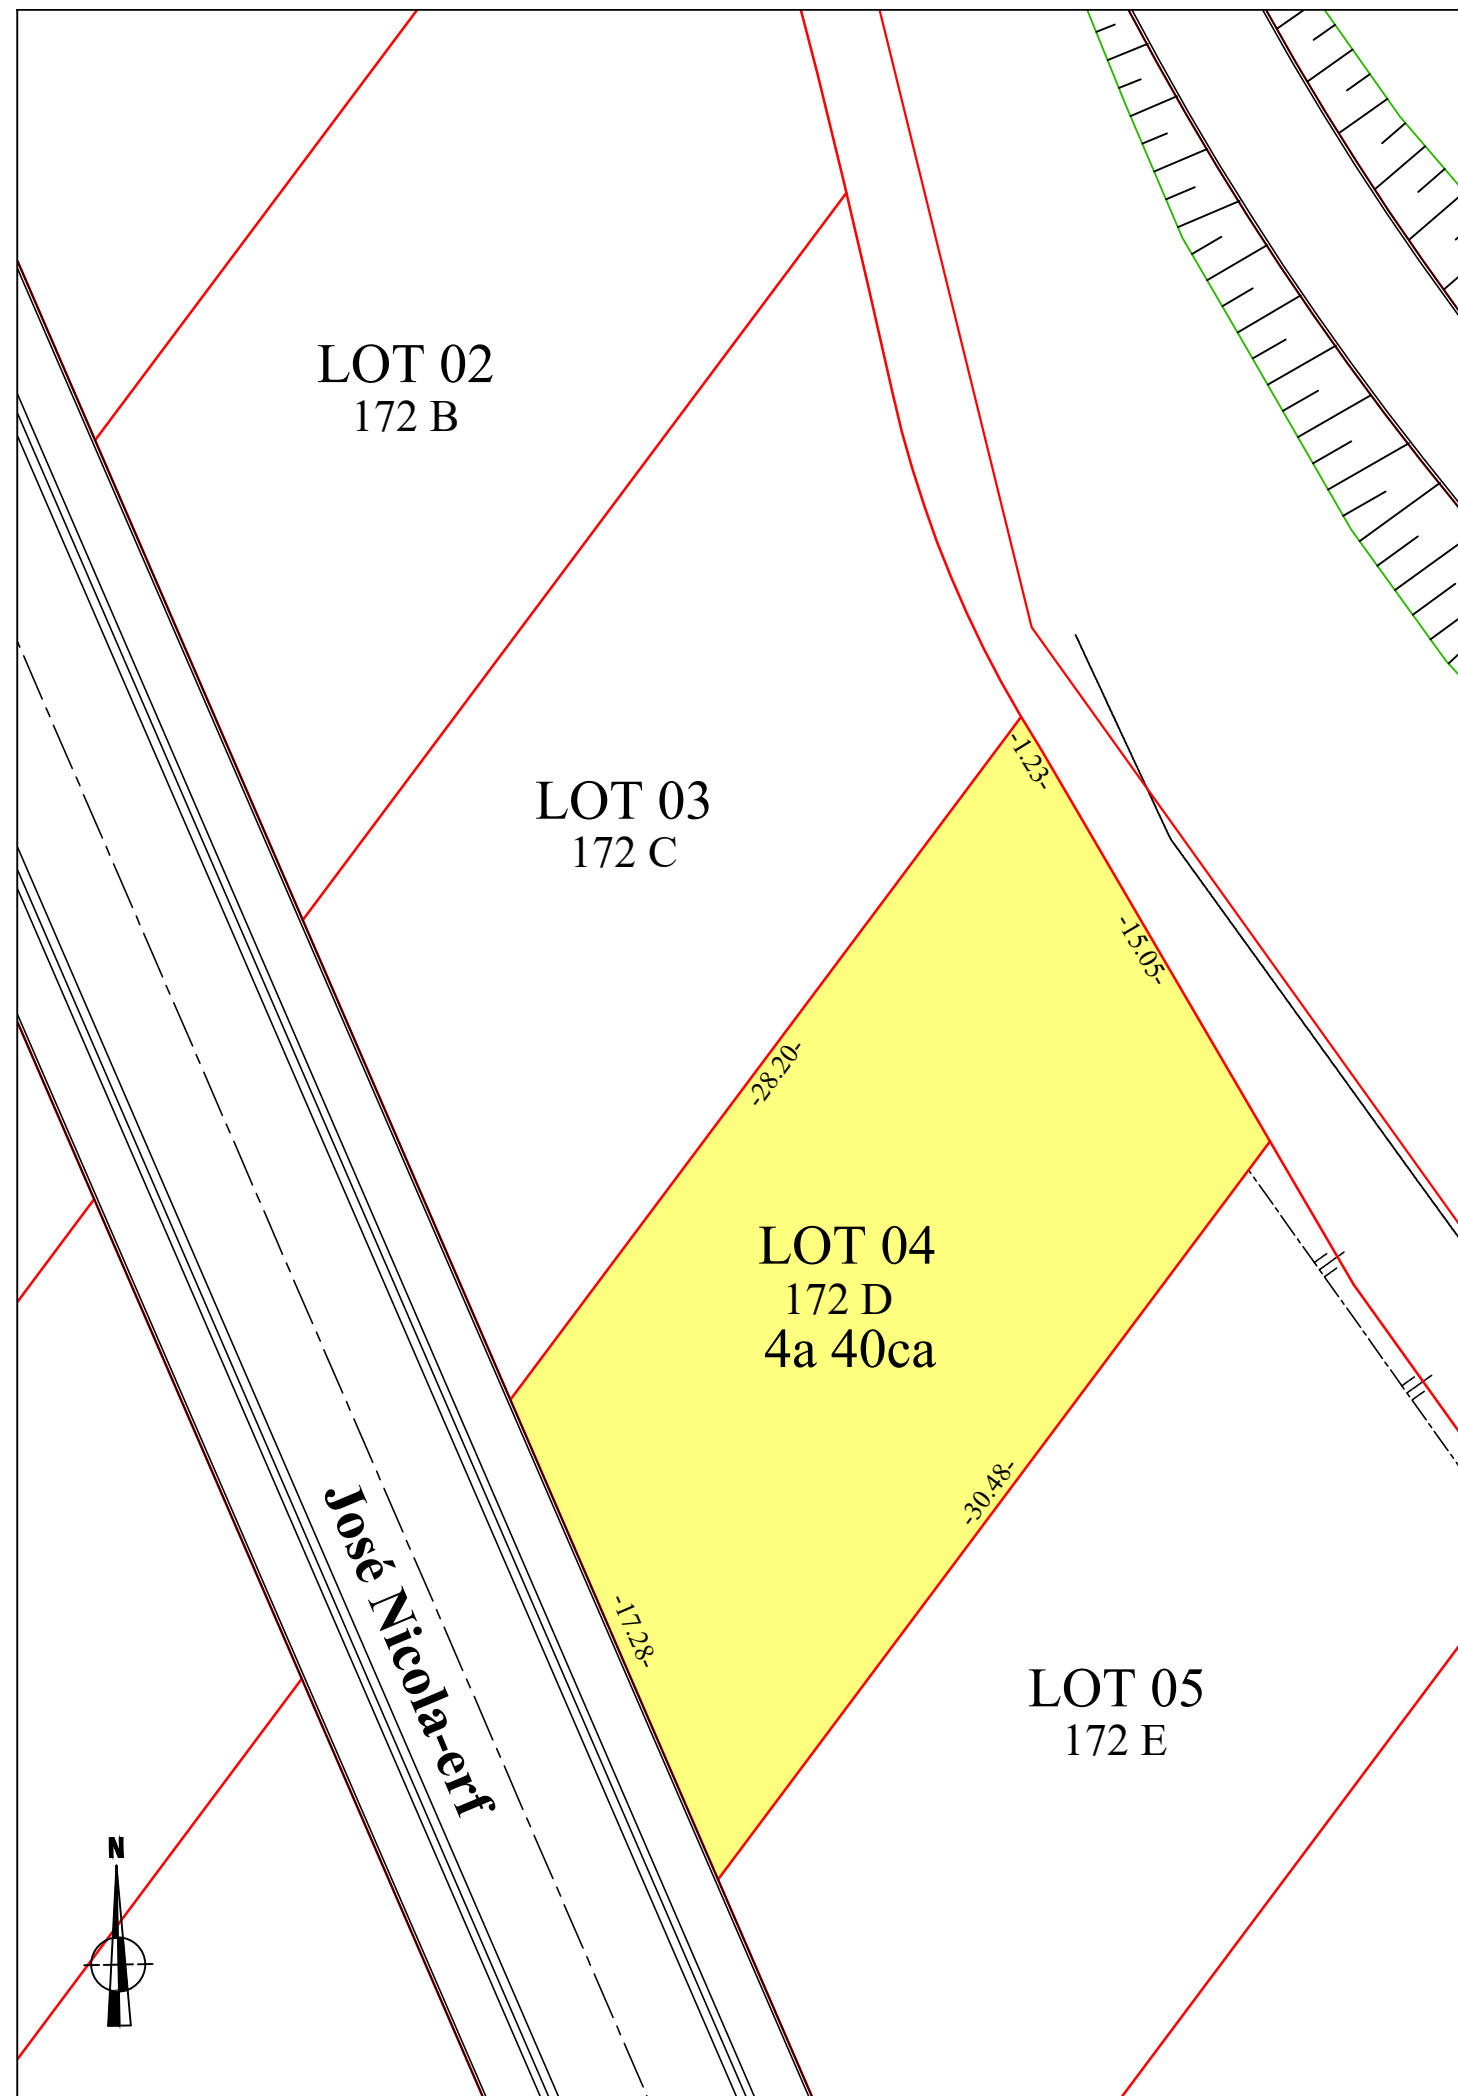 LOT 02
172 B
LOT 03
172 C
-1.23-
-15.05-
-28.20-
LOT 04
172 D
4a 40ca
-30.48-
-17.28-
José Nicola-erf
LOT 05
172 E
N